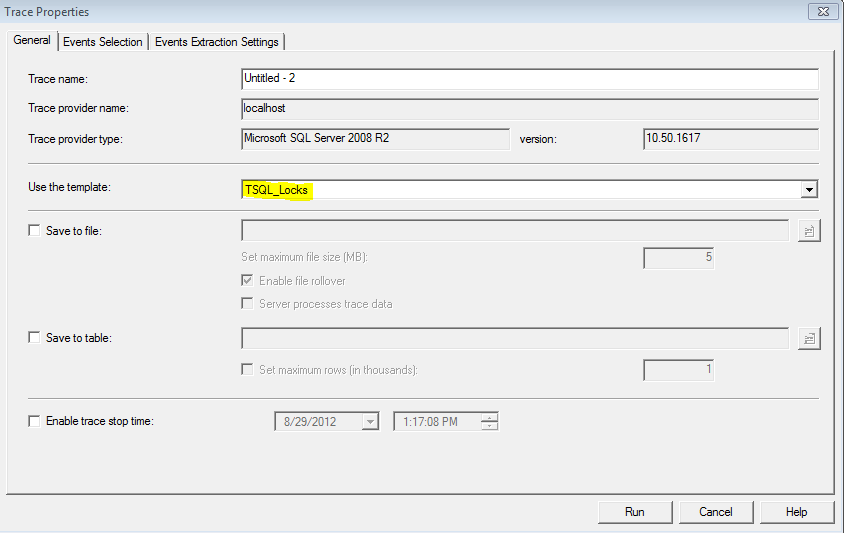 Trace Properties
General
Events Selection
Events Extraction Settings
Trace name:
Untitled - 2
Trace provider name:
localhost
Trace provider type:
Microsoft SQL Server 2008 R2
version:
10.50.1617
Use the template:
TSQL_Locks
Save to file:
Set maximum file size (MB):
5
Enable file rollover
Server processes trace data
Save to table:
Set maximum rows (in thousands):
1
Enable trace stop time:
8/29/2012
1:17:08 PM
Run
Cancel
Help